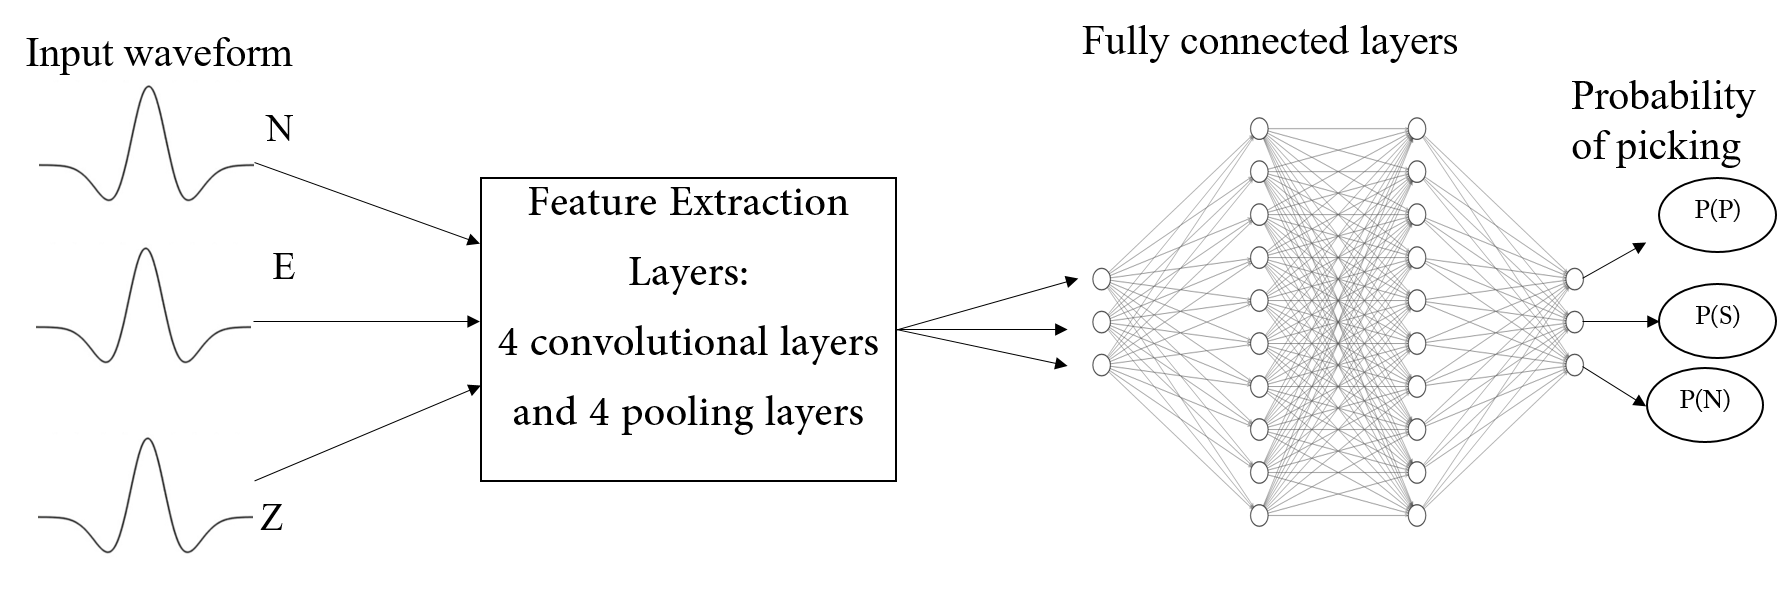 Input waveform
N
E
Z
Feature Extraction
Layers:
4 convolutional layers
and 4 pooling layers
Fully connected layers
Probability
of picking
P(P)
P(S)
P(N)